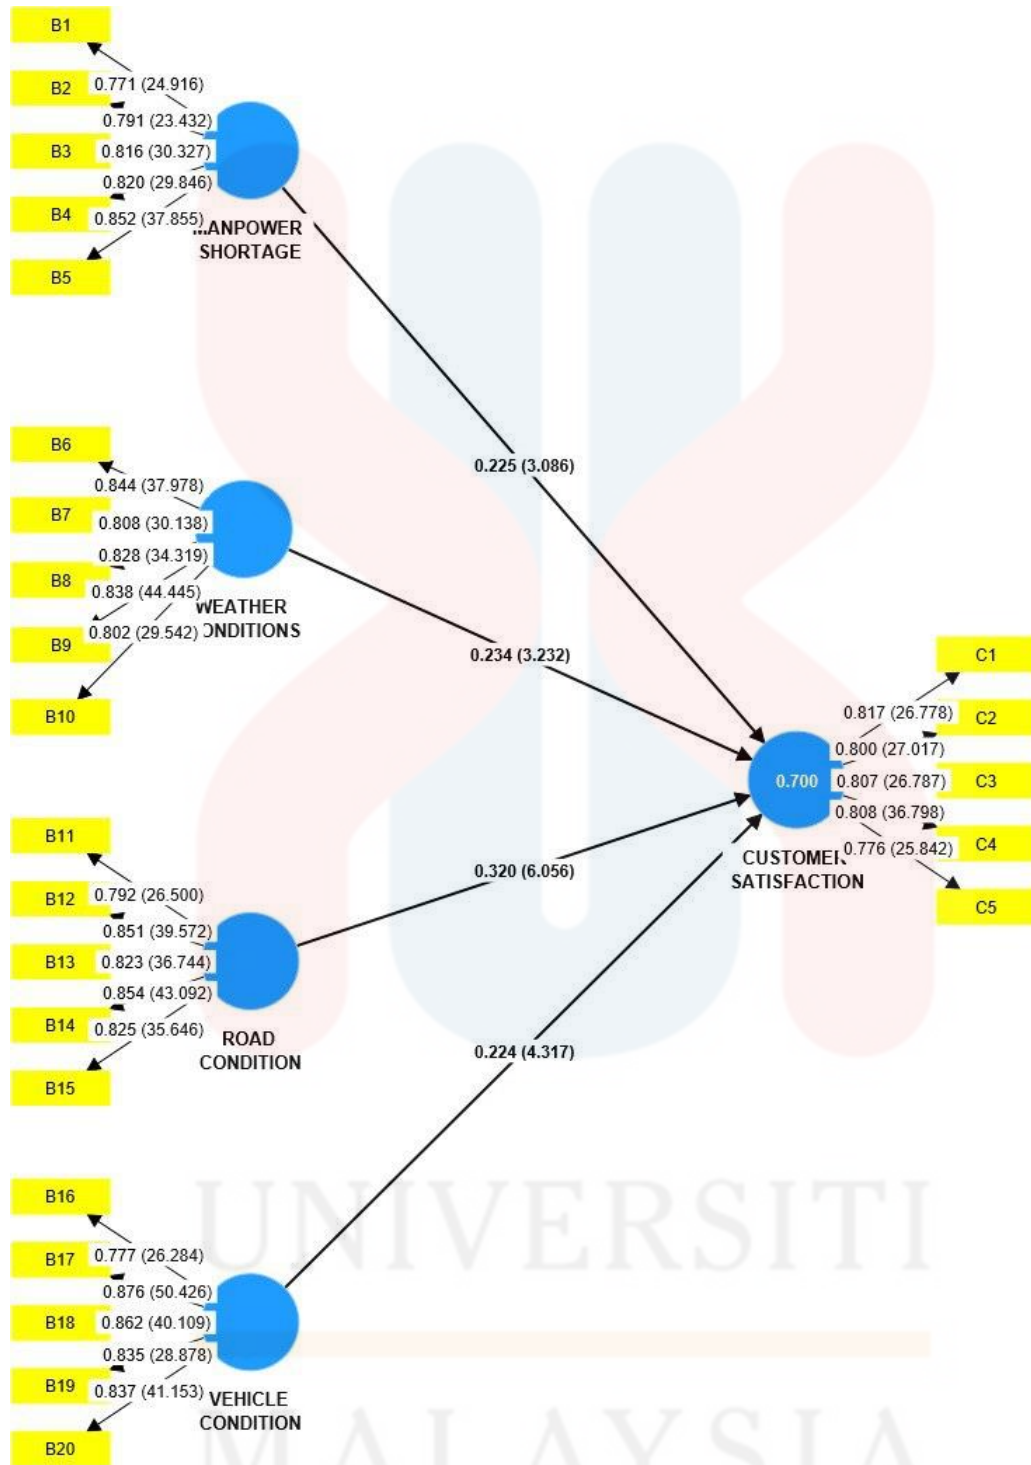 B1
0.771 (24.916)
B2
0.791 (23.432)
B3
0.816 (30.327)
0.820 (29.846)
B4
0.852 (37.855)
B5
MANPOWER
SHORTAGE
0.225 (3.086)
B6
0.844 (37.978)
B7
0.808 (30.138)
0.828 (34.319)
B8
0.838 (44.445)
B9
0.802 (29.542)
B10
WEATHER
ONDITIONS
0.234 (3.232)
B11
0.792 (26.500)
B12
0.851 (39.572)
B13
0.823 (36.744)
0.854 (43.092)
B14
0.825 (35.646)
B15
ROAD
CONDITION
0.320 (6.056)
B16
0.777 (26.284)
B17
0.876 (50.426)
B18
0.862 (40.109)
0.835 (28.878)
B19
0.837 (41.153)
B20
VEHICLE
CONDITION
0.224 (4.317)
0.700
CUSTOMER
SATISFACTION
C1
0.817 (26.778)
C2
0.800 (27.017)
C3
0.807 (26.787)
0.808 (36.798)
C4
0.776 (25.842)
C5
UNIVERSITI
MALAYSIA